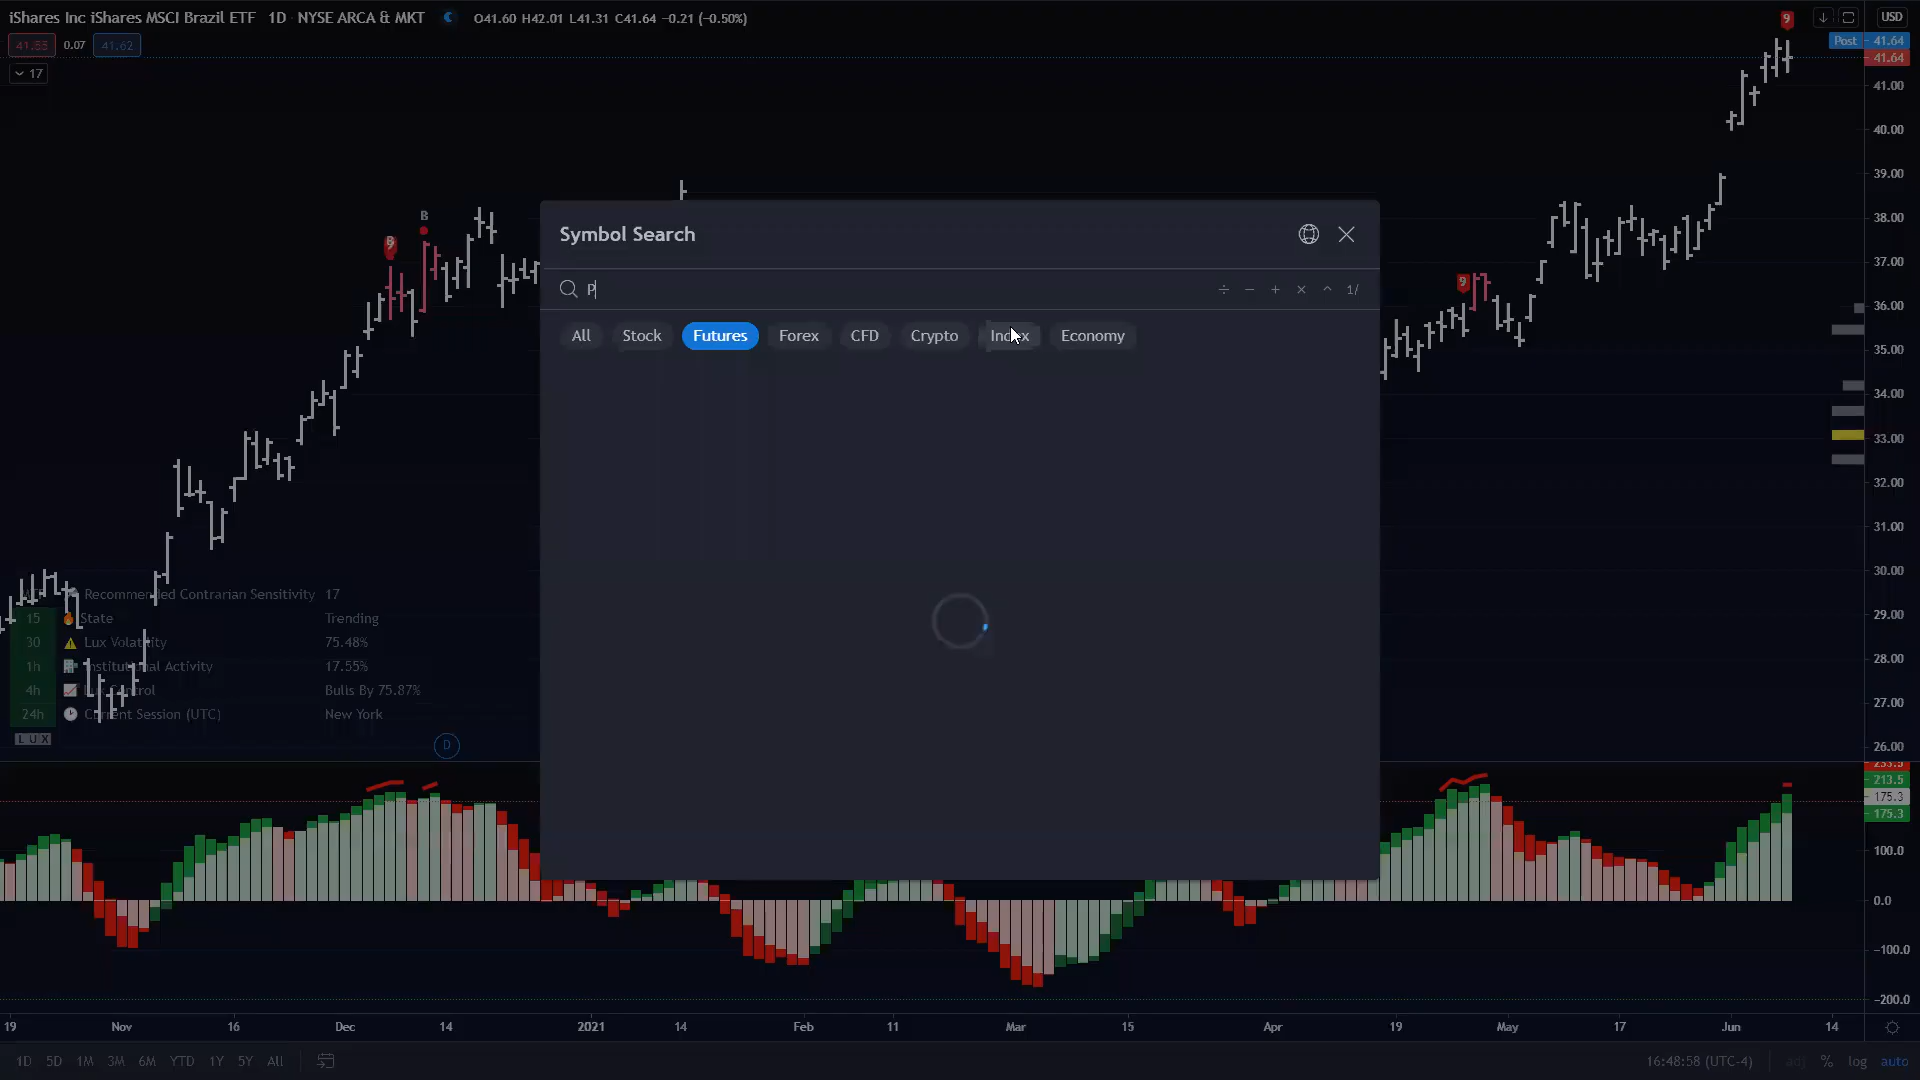 iShares Inc iShares MSCI Brazil ETF 1D NYSE ARCA & MKT O41.60 H42.01 L41.31 C41.64 −0.21 (−0.50%)
9
USD
0.07 41.62
Post 41.64
41.64
17
41.00
40.00
39.00
38.00
37.00
36.00
35.00
34.00
33.00
32.00
31.00
30.00
29.00
28.00
27.00
26.00
B
9
Symbol Search
P
÷ − + × ^ 1/
All Stock Futures Forex CFD Crypto Index Economy
Recommended Contrarian Sensitivity 17
15 State Trending
30 Lux Volatility 75.48%
1h Institutional Activity 17.55%
4h Lux Control Bulls By 75.87%
24h Current Session (UTC) New York
LUX
D
213.5
175.3
175.3
100.0
0.0
−100.0
−200.0
19 Nov 16 Dec 14 2021 14 Feb 11 Mar 15 Apr 19 May 17 Jun 14
1D 5D 1M 3M 6M YTD 1Y 5Y All
16:48:58 (UTC-4) adj % log auto